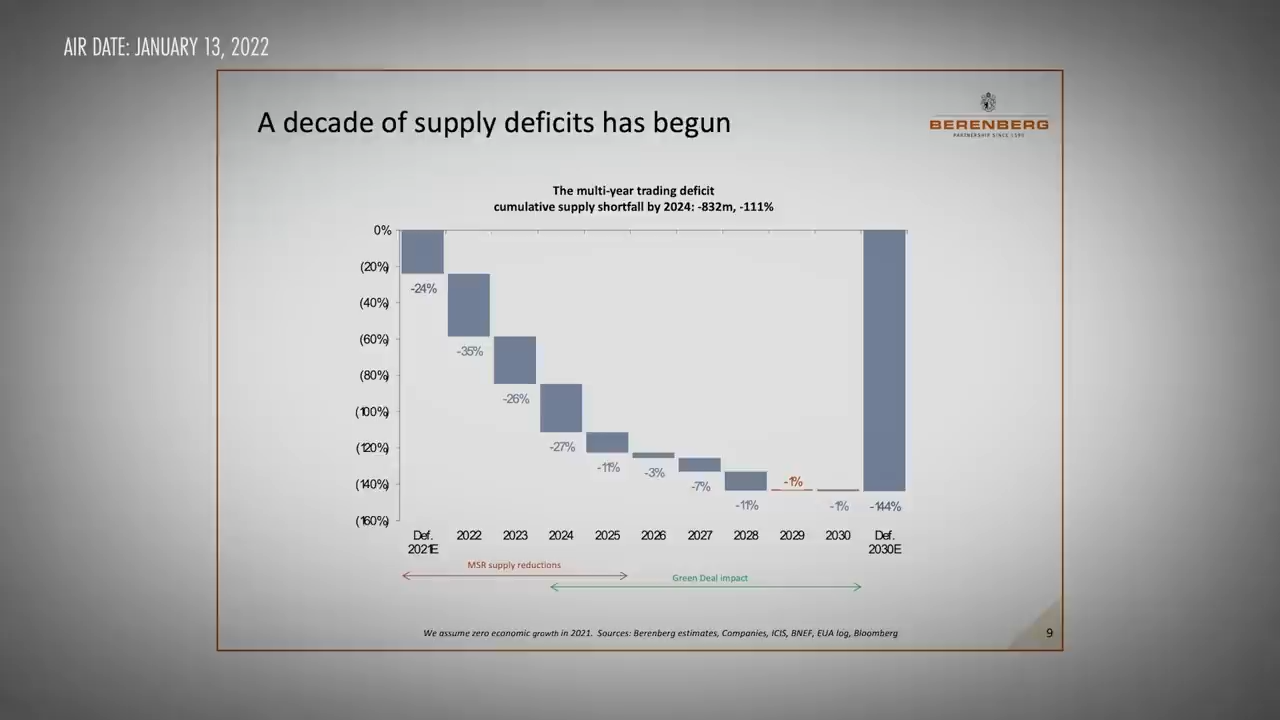 AIR DATE: JANUARY 13, 2022
A decade of supply deficits has begun
BERENBERG
PARTNERSHIP SINCE 1590
The multi-year trading deficit
cumulative supply shortfall by 2024: -832m, -111%
0%
(20%)
(40%)
(60%)
(80%)
(100%)
(120%)
(140%)
(160%)
-24%
-35%
-26%
-27%
-11%
-3%
-7%
-11%
-1%
-1%
-144%
Def. 2022 2023 2024 2025 2026 2027 2028 2029 2030 Def.
2021E 2030E
MSR supply reductions
Green Deal impact
We assume zero economic growth in 2021. Sources: Berenberg estimates, Companies, ICIS, BNEF, EUA log, Bloomberg
9